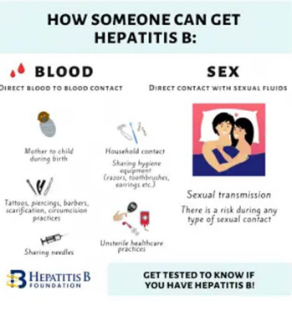 HOW SOMEONE CAN GET
HEPATITIS B:
BLOOD
DIRECT BLOOD TO BLOOD CONTACT
Mother to child
during birth
Household contact
Sharing hygiene
equipment
(razors, toothbrushes,
earrings etc.)
Tattoos, piercings, barbers,
scarification, circumcision
practices
Sharing needles
Unsterile healthcare
practices
SEX
DIRECT CONTACT WITH SEXUAL FLUIDS
Sexual transmission
There is a risk during any
type of sexual contact
HEPATITIS B
FOUNDATION
GET TESTED TO KNOW IF
YOU HAVE HEPATITIS B!